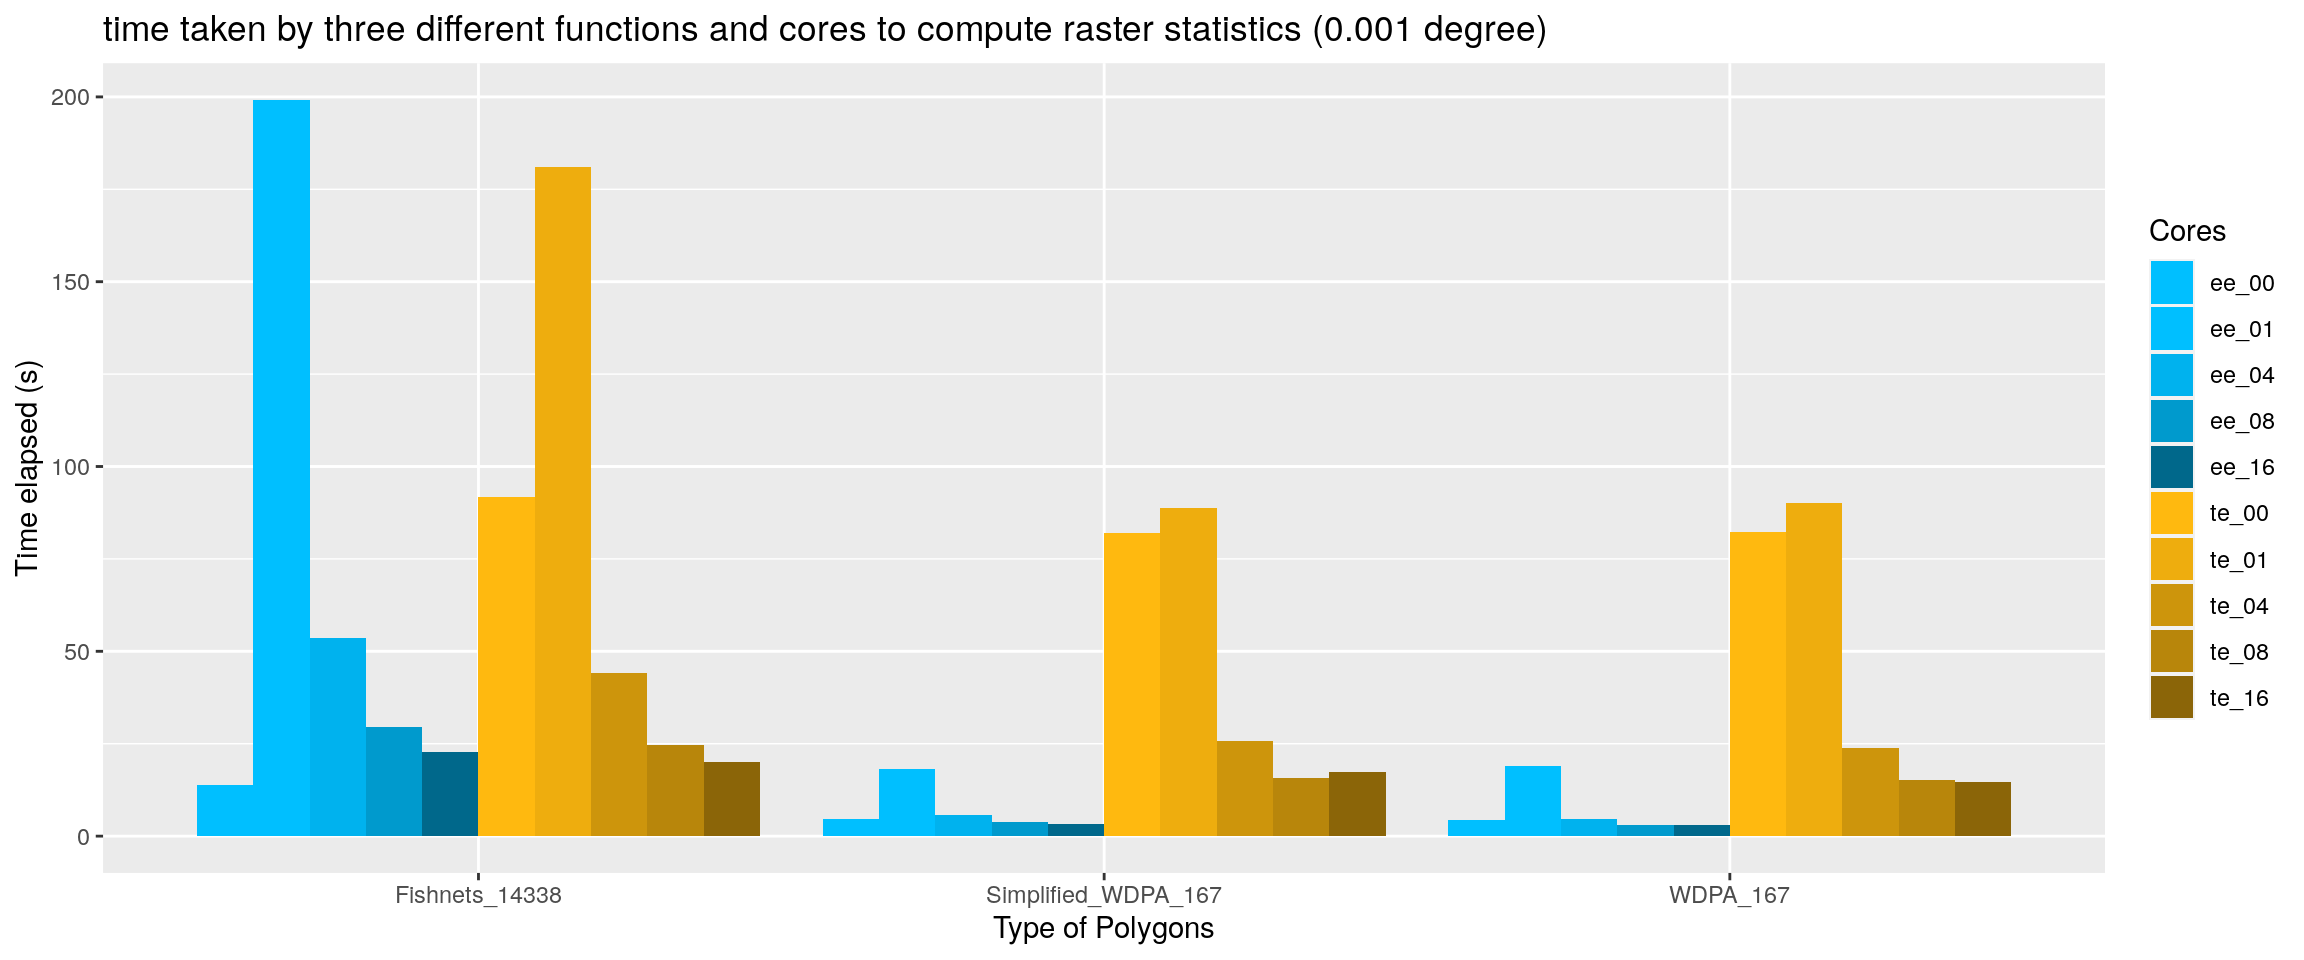 time taken by three different functions and cores to compute raster statistics (0.001 degree)
Time elapsed (s)
200
150
100
50
0
Fishnets_14338
Simplified_WDPA_167
WDPA_167
Type of Polygons
Cores
ee_00
ee_01
ee_04
ee_08
ee_16
te_00
te_01
te_04
te_08
te_16